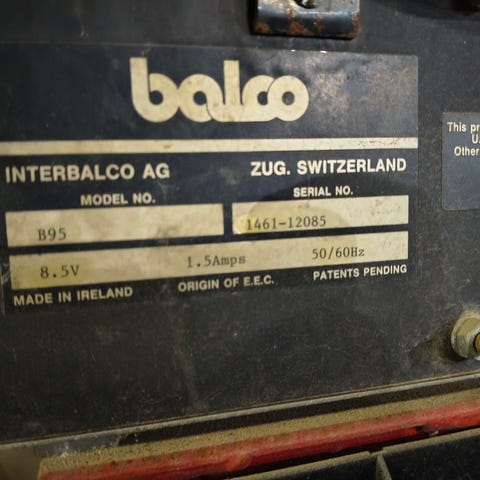 balco
INTERBALCO AG ZUG. SWITZERLAND
MODEL NO. SERIAL NO.
B95 1461-12085
8.5V 1.5Amps 50/60Hz
MADE IN IRELAND ORIGIN OF E.E.C. PATENTS PENDING
This pr
U.
Other